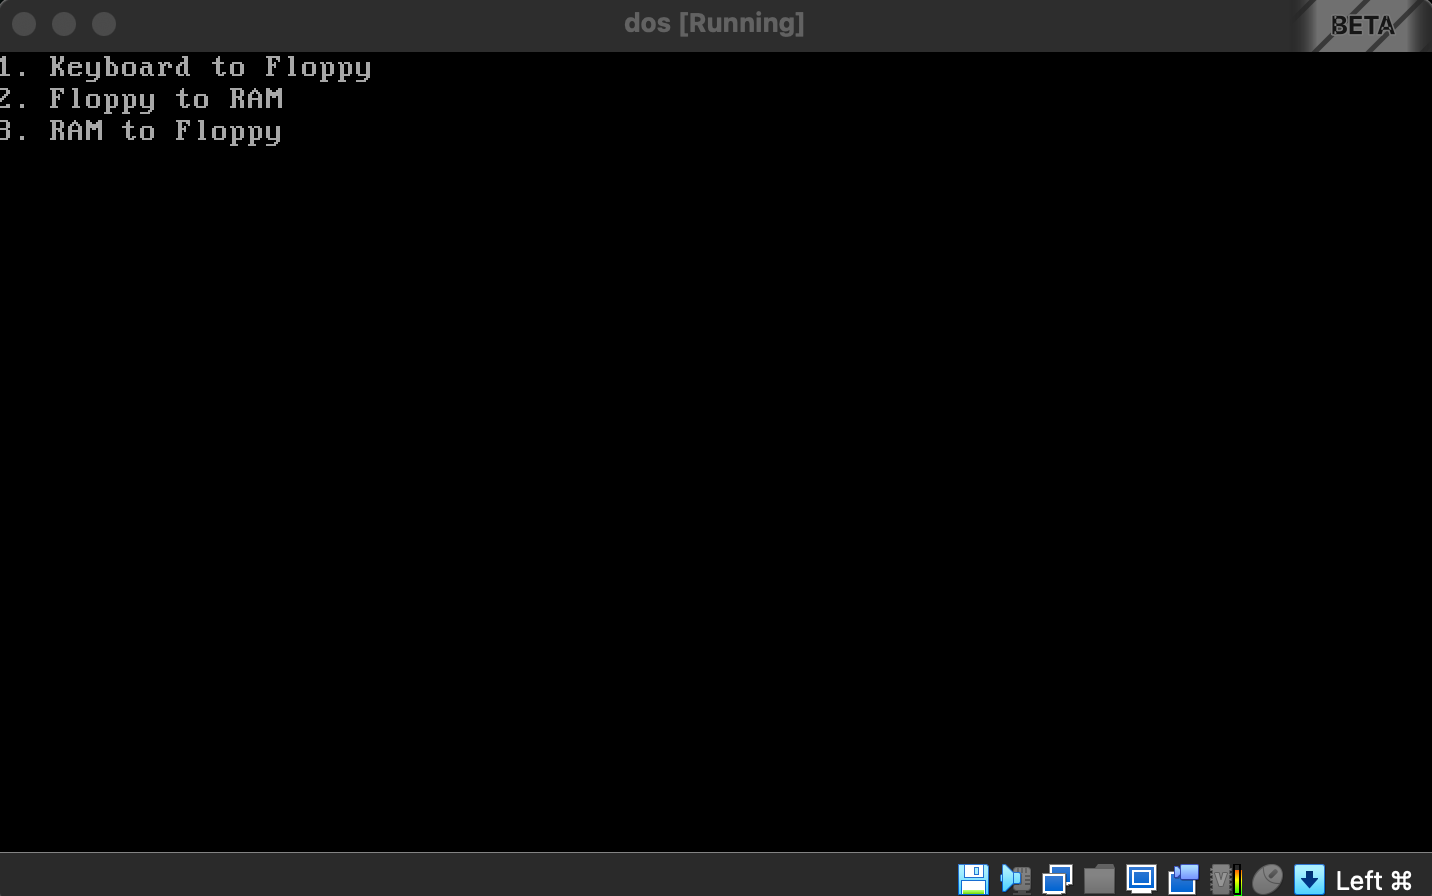 dos [Running]
BETA
1. Keyboard to Floppy
2. Floppy to RAM
3. RAM to Floppy
V
Left ⌘